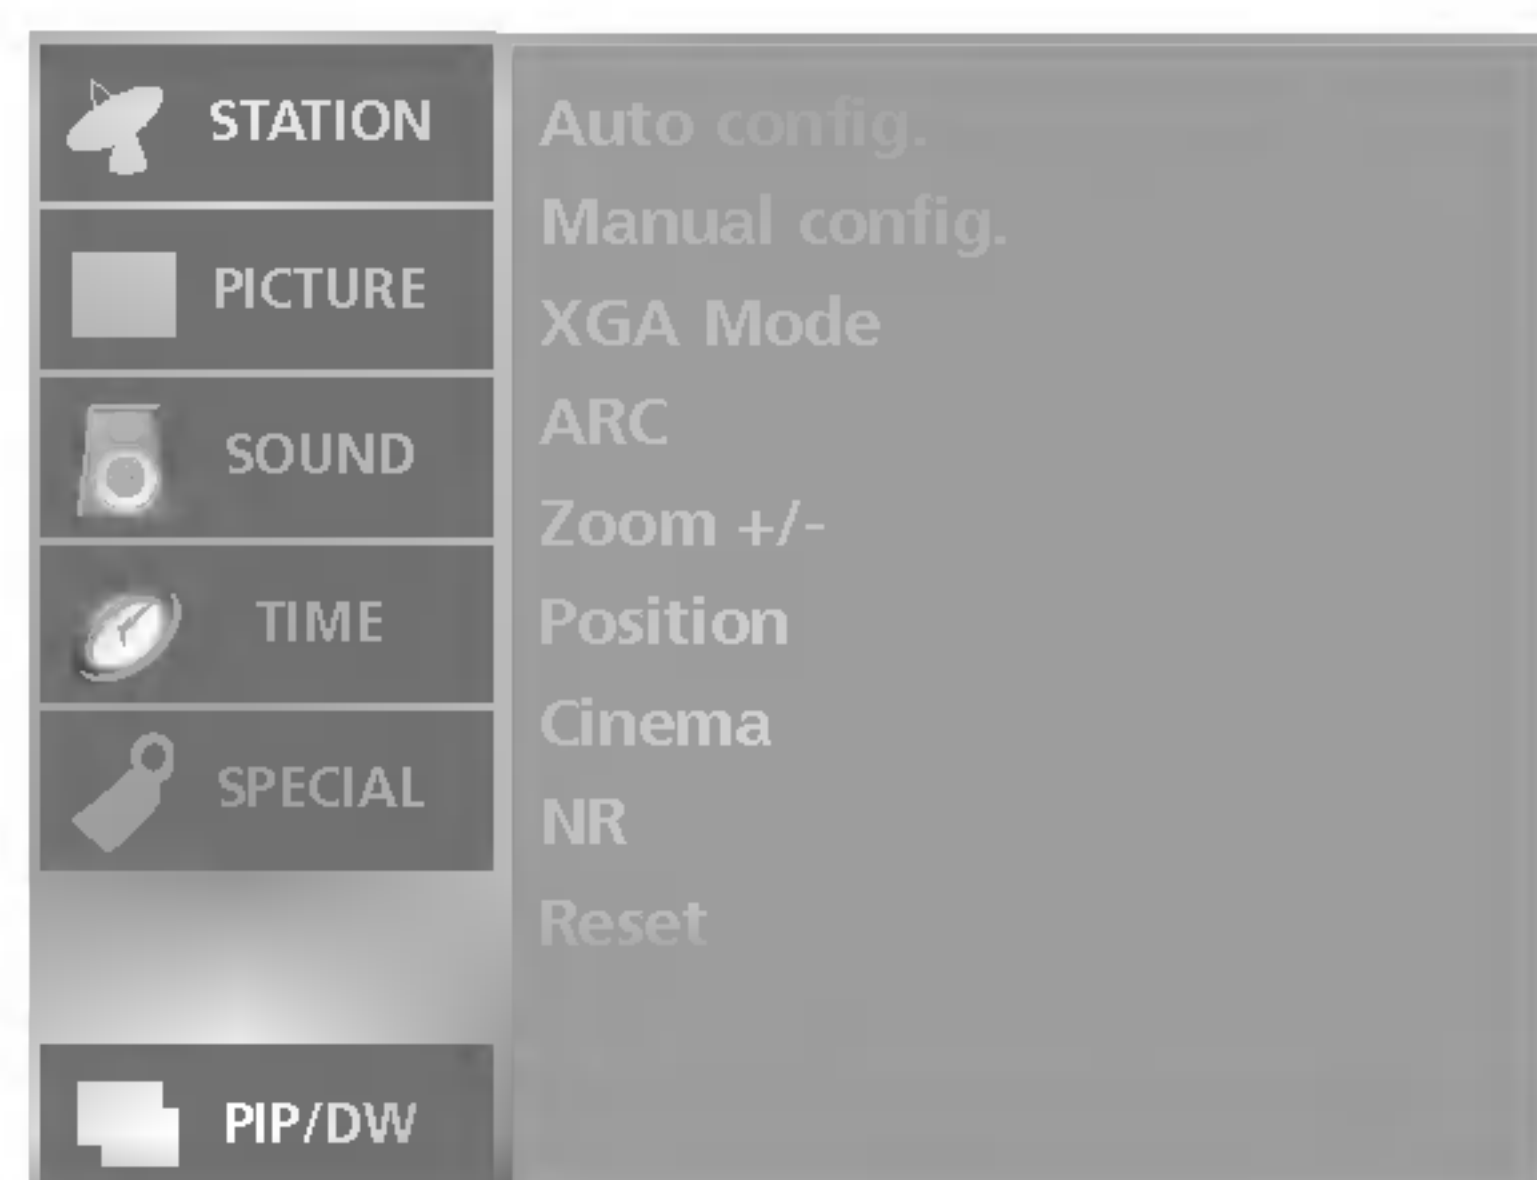 STATION
PICTURE
SOUND
TIME
SPECIAL
PIP/DW
Auto config.
Manual config.
XGA Mode
ARC
Zoom +/-
Position
Cinema
NR
Reset